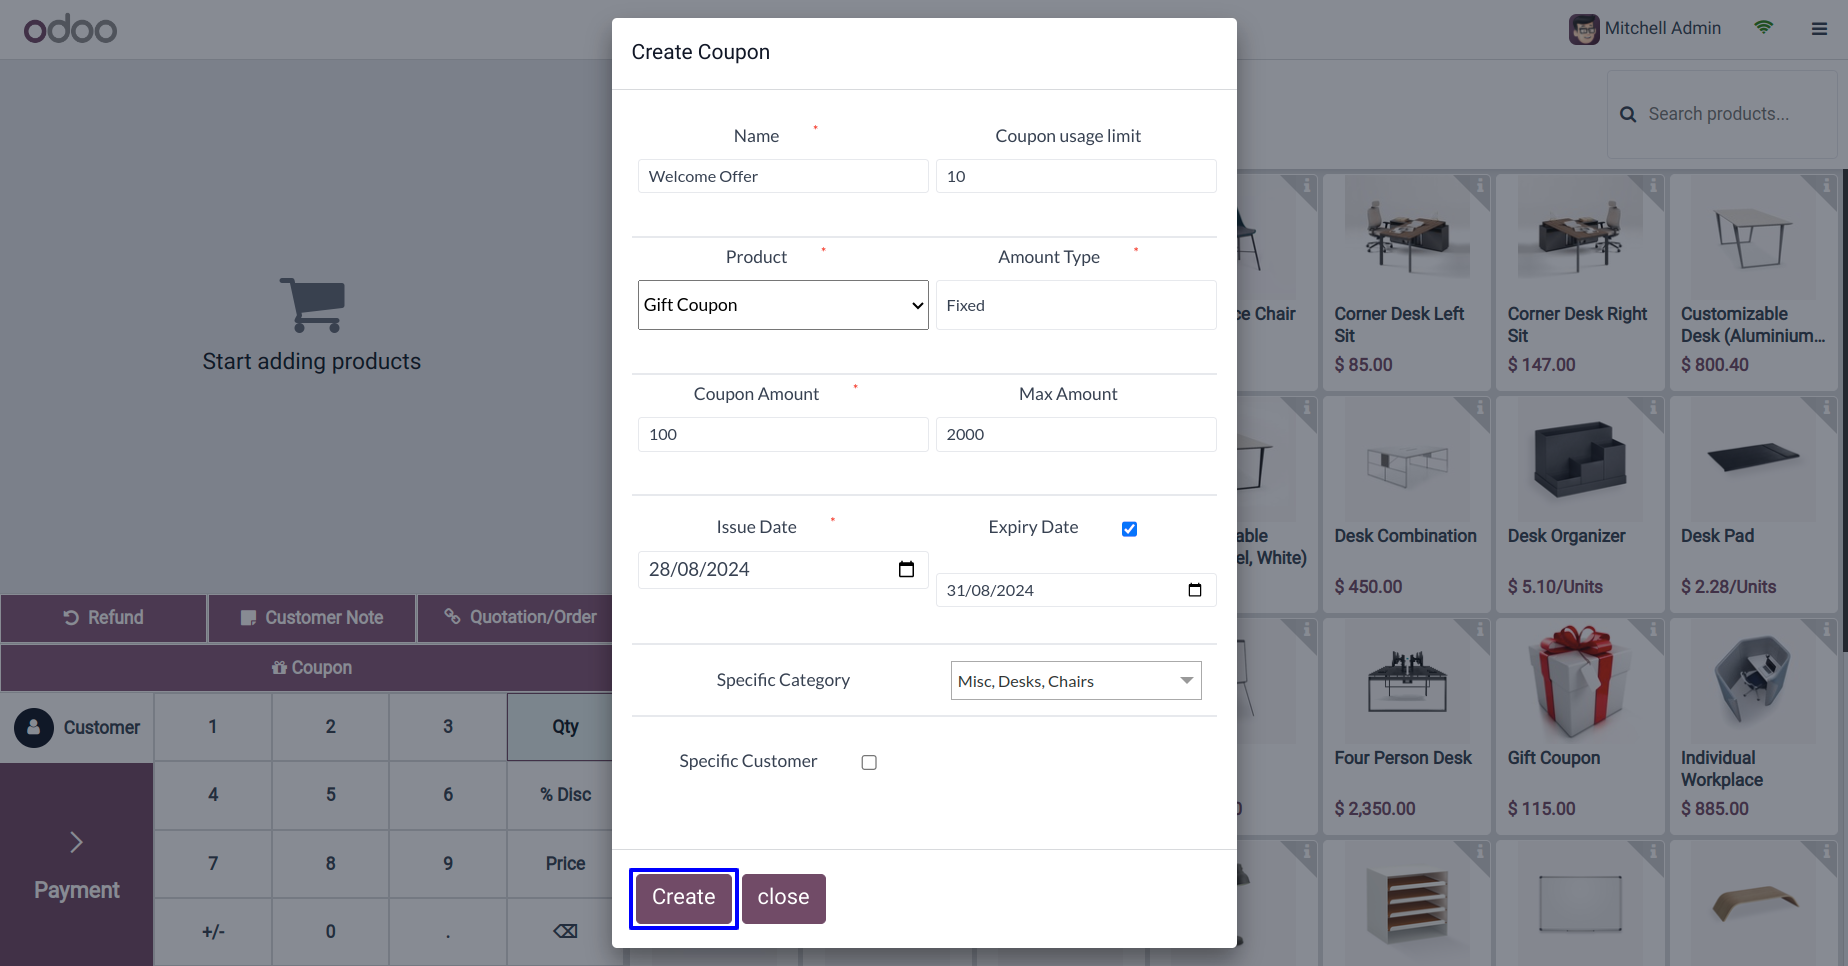 odoo
Mitchell Admin
Search products...
Start adding products
Refund
Customer Note
Quotation/Order
Coupon
Customer
1
2
3
Qty
4
5
6
% Disc
7
8
9
Price
+/-
0
.
Payment
Create Coupon
Name *
Coupon usage limit
Welcome Offer
10
Product *
Amount Type *
Gift Coupon
Fixed
Coupon Amount *
Max Amount
100
2000
Issue Date *
Expiry Date
28/08/2024
31/08/2024
Specific Category
Misc, Desks, Chairs
Specific Customer
Create
close
Chair
Corner Desk Left
Sit
$ 85.00
Corner Desk Right
Sit
$ 147.00
Customizable
Desk (Aluminium...
$ 800.40
White)
Desk Combination
$ 450.00
Desk Organizer
$ 5.10/Units
Desk Pad
$ 2.28/Units
Four Person Desk
$ 2,350.00
Gift Coupon
$ 115.00
Individual
Workplace
$ 885.00